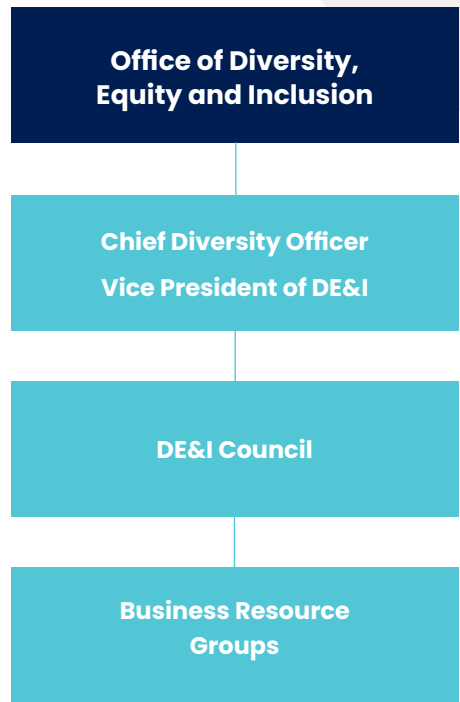 Office of Diversity,
Equity and Inclusion
Chief Diversity Officer
Vice President of DE&I
DE&I Council
Business Resource
Groups